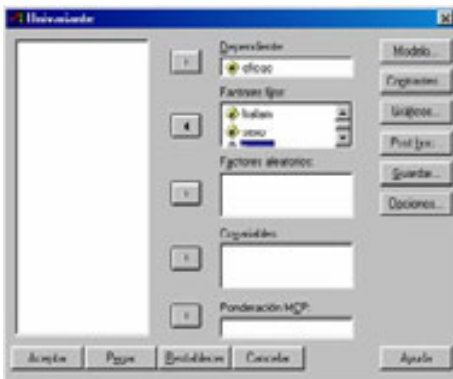 Univariante
Dependiente
eficac
Factores fijos:
sexo
Factores aleatorios:
Covariables:
Ponderación MCP:
Modelo...
Contrastes...
Gráficos...
Post hoc...
Guardar...
Opciones...
Aceptar
Pegar
Restablecer
Cancelar
Ayuda